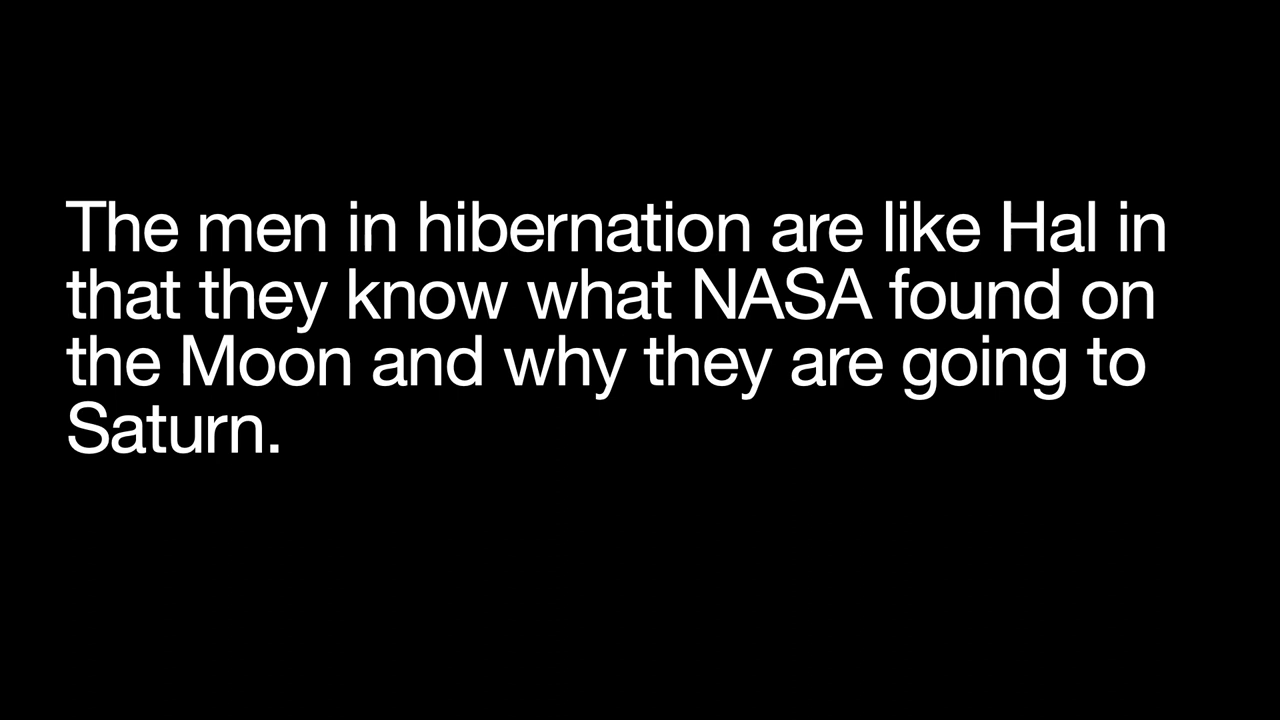 The men in hibernation are like Hal in
that they know what NASA found on
the Moon and why they are going to
Saturn.